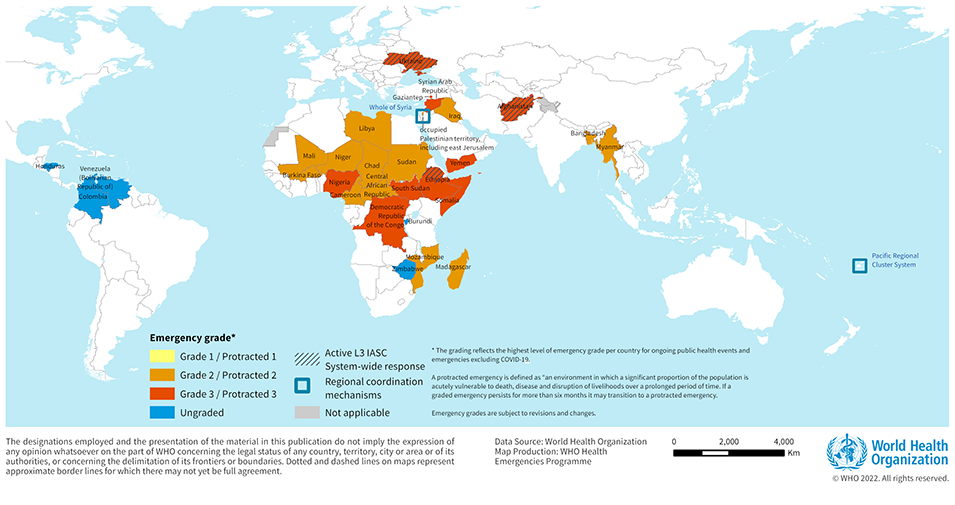 Ukraine
Syrian Arab
Republic
Gaziantep
Whole of Syria
Iraq
Afghanistan
occupied
Palestinian territory,
including east Jerusalem
Libya
Bangladesh
Myanmar
Honduras
Venezuela
(Bolivarian
Republic of)
Colombia
Mali
Niger
Chad
Sudan
Yemen
Burkina Faso
Nigeria
Central
African
Republic
Ethiopia
Cameroon
South Sudan
Somalia
Democratic
Republic
of the Congo
Burundi
Mozambique
Zimbabwe
Madagascar
Pacific Regional
Cluster System
Emergency grade*
Grade 1 / Protracted 1
Grade 2 / Protracted 2
Grade 3 / Protracted 3
Ungraded
Active L3 IASC
System-wide response
Regional coordination
mechanisms
Not applicable
* The grading reflects the highest level of emergency grade per country for ongoing public health events and
emergencies excluding COVID-19.
A protracted emergency is defined as "an environment in which a significant proportion of the population is
acutely vulnerable to death, disease and disruption of livelihoods over a prolonged period of time. If a
graded emergency persists for more than six months it may transition to a protracted emergency.
Emergency grades are subject to revisions and changes.
The designations employed and the presentation of the material in this publication do not imply the expression of
any opinion whatsoever on the part of WHO concerning the legal status of any country, territory, city or area or of its
authorities, or concerning the delimitation of its frontiers or boundaries. Dotted and dashed lines on maps represent
approximate border lines for which there may not yet be full agreement.
Data Source: World Health Organization
Map Production: WHO Health
Emergencies Programme
0 2,000 4,000
Km
World Health
Organization
© WHO 2022. All rights reserved.